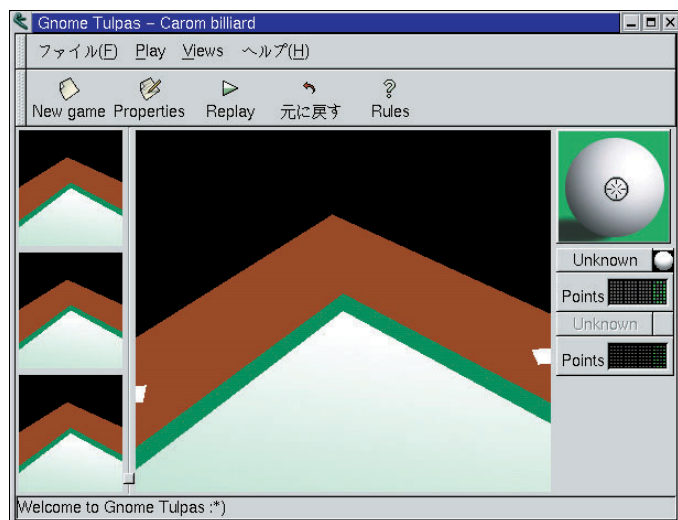 Gnome Tulpas – Carom billiard
ファイル(F) Play Views ヘルプ(H)
New game Properties Replay 元に戻す Rules
Unknown
Points
Unknown
Points
Welcome to Gnome Tulpas :*)